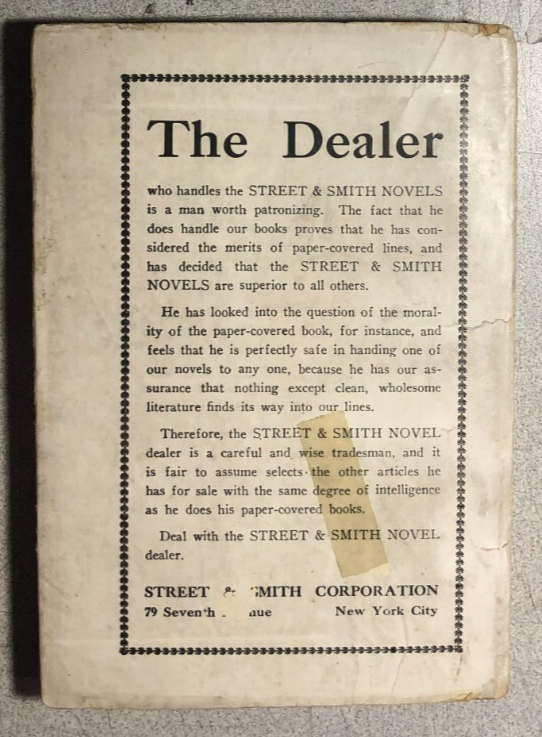 The Dealer
who handles the STREET & SMITH NOVELS
is a man worth patronizing. The fact that he
does handle our books proves that he has con-
sidered the merits of paper-covered lines, and
has decided that the STREET & SMITH
NOVELS are superior to all others.
He has looked into the question of the moral-
ity of the paper-covered book, for instance, and
feels that he is perfectly safe in handing one of
our novels to any one, because he has our as-
surance that nothing except clean, wholesome
literature finds its way into our lines.
Therefore, the STREET & SMITH NOVEL
dealer is a careful and wise tradesman, and it
is fair to assume selects the other articles he
has for sale with the same degree of intelligence
as he does his paper-covered books.
Deal with the STREET & SMITH NOVEL
dealer.
STREET & SMITH CORPORATION
79 Seventh New York City